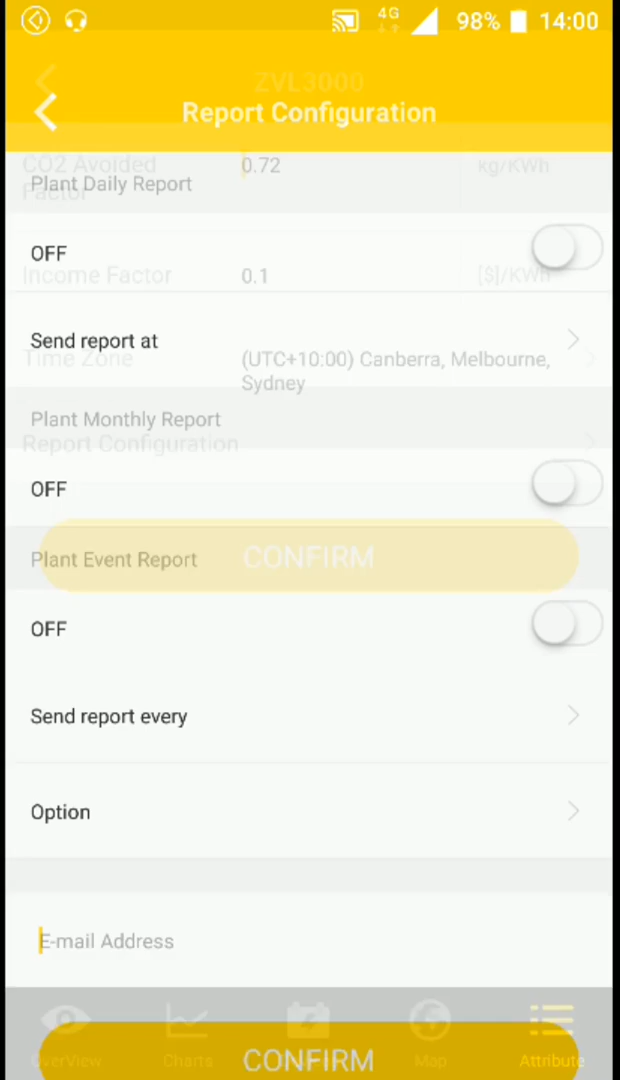 4G 98% 14:00
ZVL3000
Report Configuration
CO2 Avoided Factor 0.72 kg/KWh
Plant Daily Report
OFF
Income Factor 0.1 [$]/KWh
Send report at
Time Zone (UTC+10:00) Canberra, Melbourne,
Sydney
Plant Monthly Report
Report Configuration
OFF
CONFIRM
Plant Event Report
OFF
Send report every
Option
E-mail Address
OverView Charts Map Attribute
CONFIRM